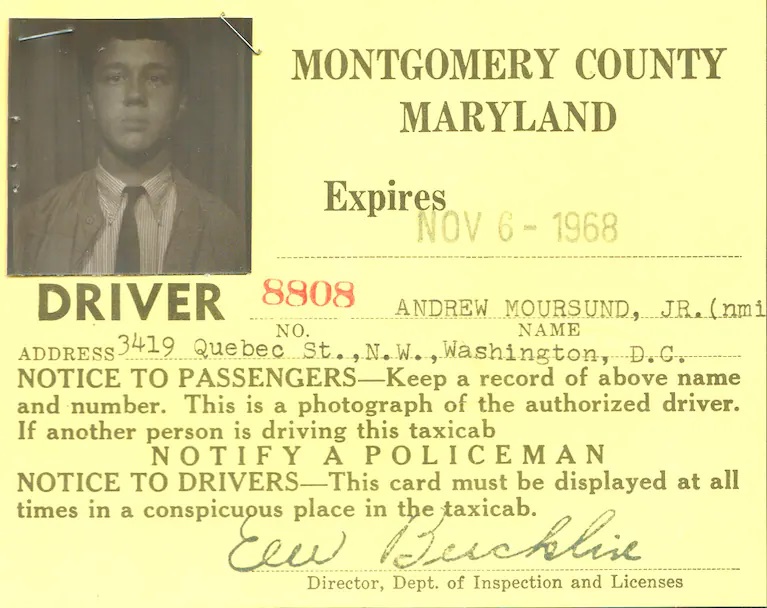 MONTGOMERY COUNTY
MARYLAND
Expires
NOV 6 - 1968
DRIVER 8808 ANDREW MOURSUND, JR.(nmi
NO. NAME
ADDRESS 3419 Quebec St.,N.W.,Washington, D.C.
NOTICE TO PASSENGERS—Keep a record of above name
and number. This is a photograph of the authorized driver.
If another person is driving this taxicab
NOTIFY A POLICEMAN
NOTICE TO DRIVERS—This card must be displayed at all
times in a conspicuous place in the taxicab.
Director, Dept. of Inspection and Licenses